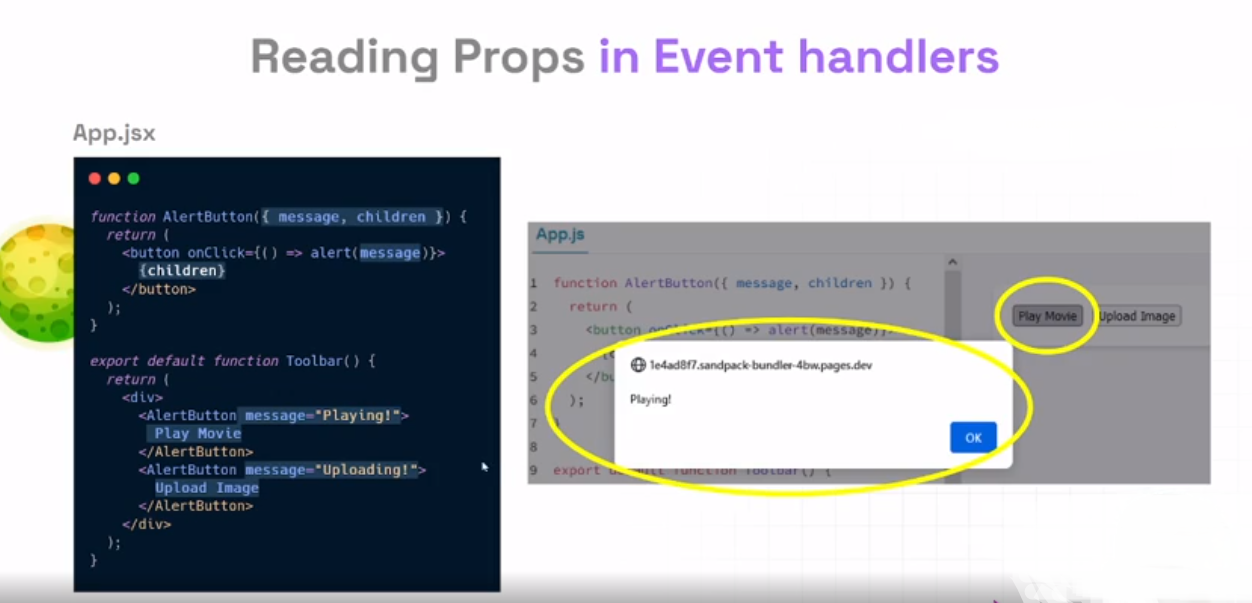 Reading Props in Event handlers
App.jsx
function AlertButton({ message, children }) {
return (
<button onClick={() => alert(message)}>
{children}
</button>
);
}
export default function Toolbar() {
return (
<div>
<AlertButton message="Playing!">
Play Movie
</AlertButton>
<AlertButton message="Uploading!">
Upload Image
</AlertButton>
</div>
);
}
App.js
1 function AlertButton({ message, children }) {
2 return (
3 <button onClick={() => alert(message)}>
4
5 </bu
6 );
7
8
9 export default function Toolbar() {
Play Movie
Upload Image
1e4ad8f7.sandpack-bundler-4bw.pages.dev
Playing!
OK